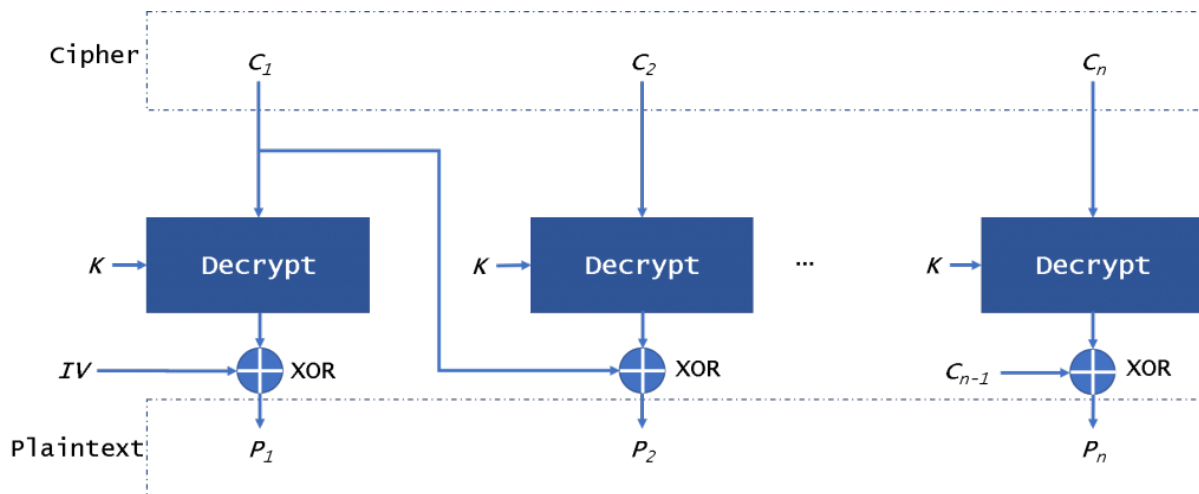 Cipher C₁ C₂ Cₙ
K Decrypt K Decrypt ... K Decrypt
IV XOR XOR Cₙ₋₁ XOR
Plaintext P₁ P₂ Pₙ